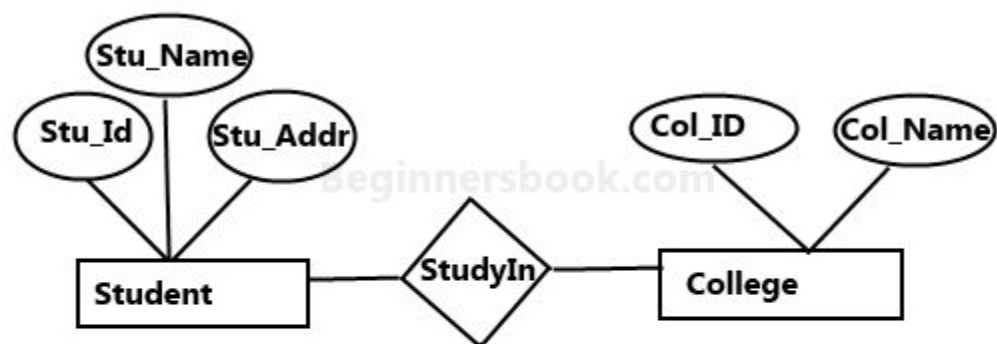 Stu_Name
Stu_Id
Stu_Addr
Col_ID
Col_Name
Beginnersbook.com
Student
StudyIn
College